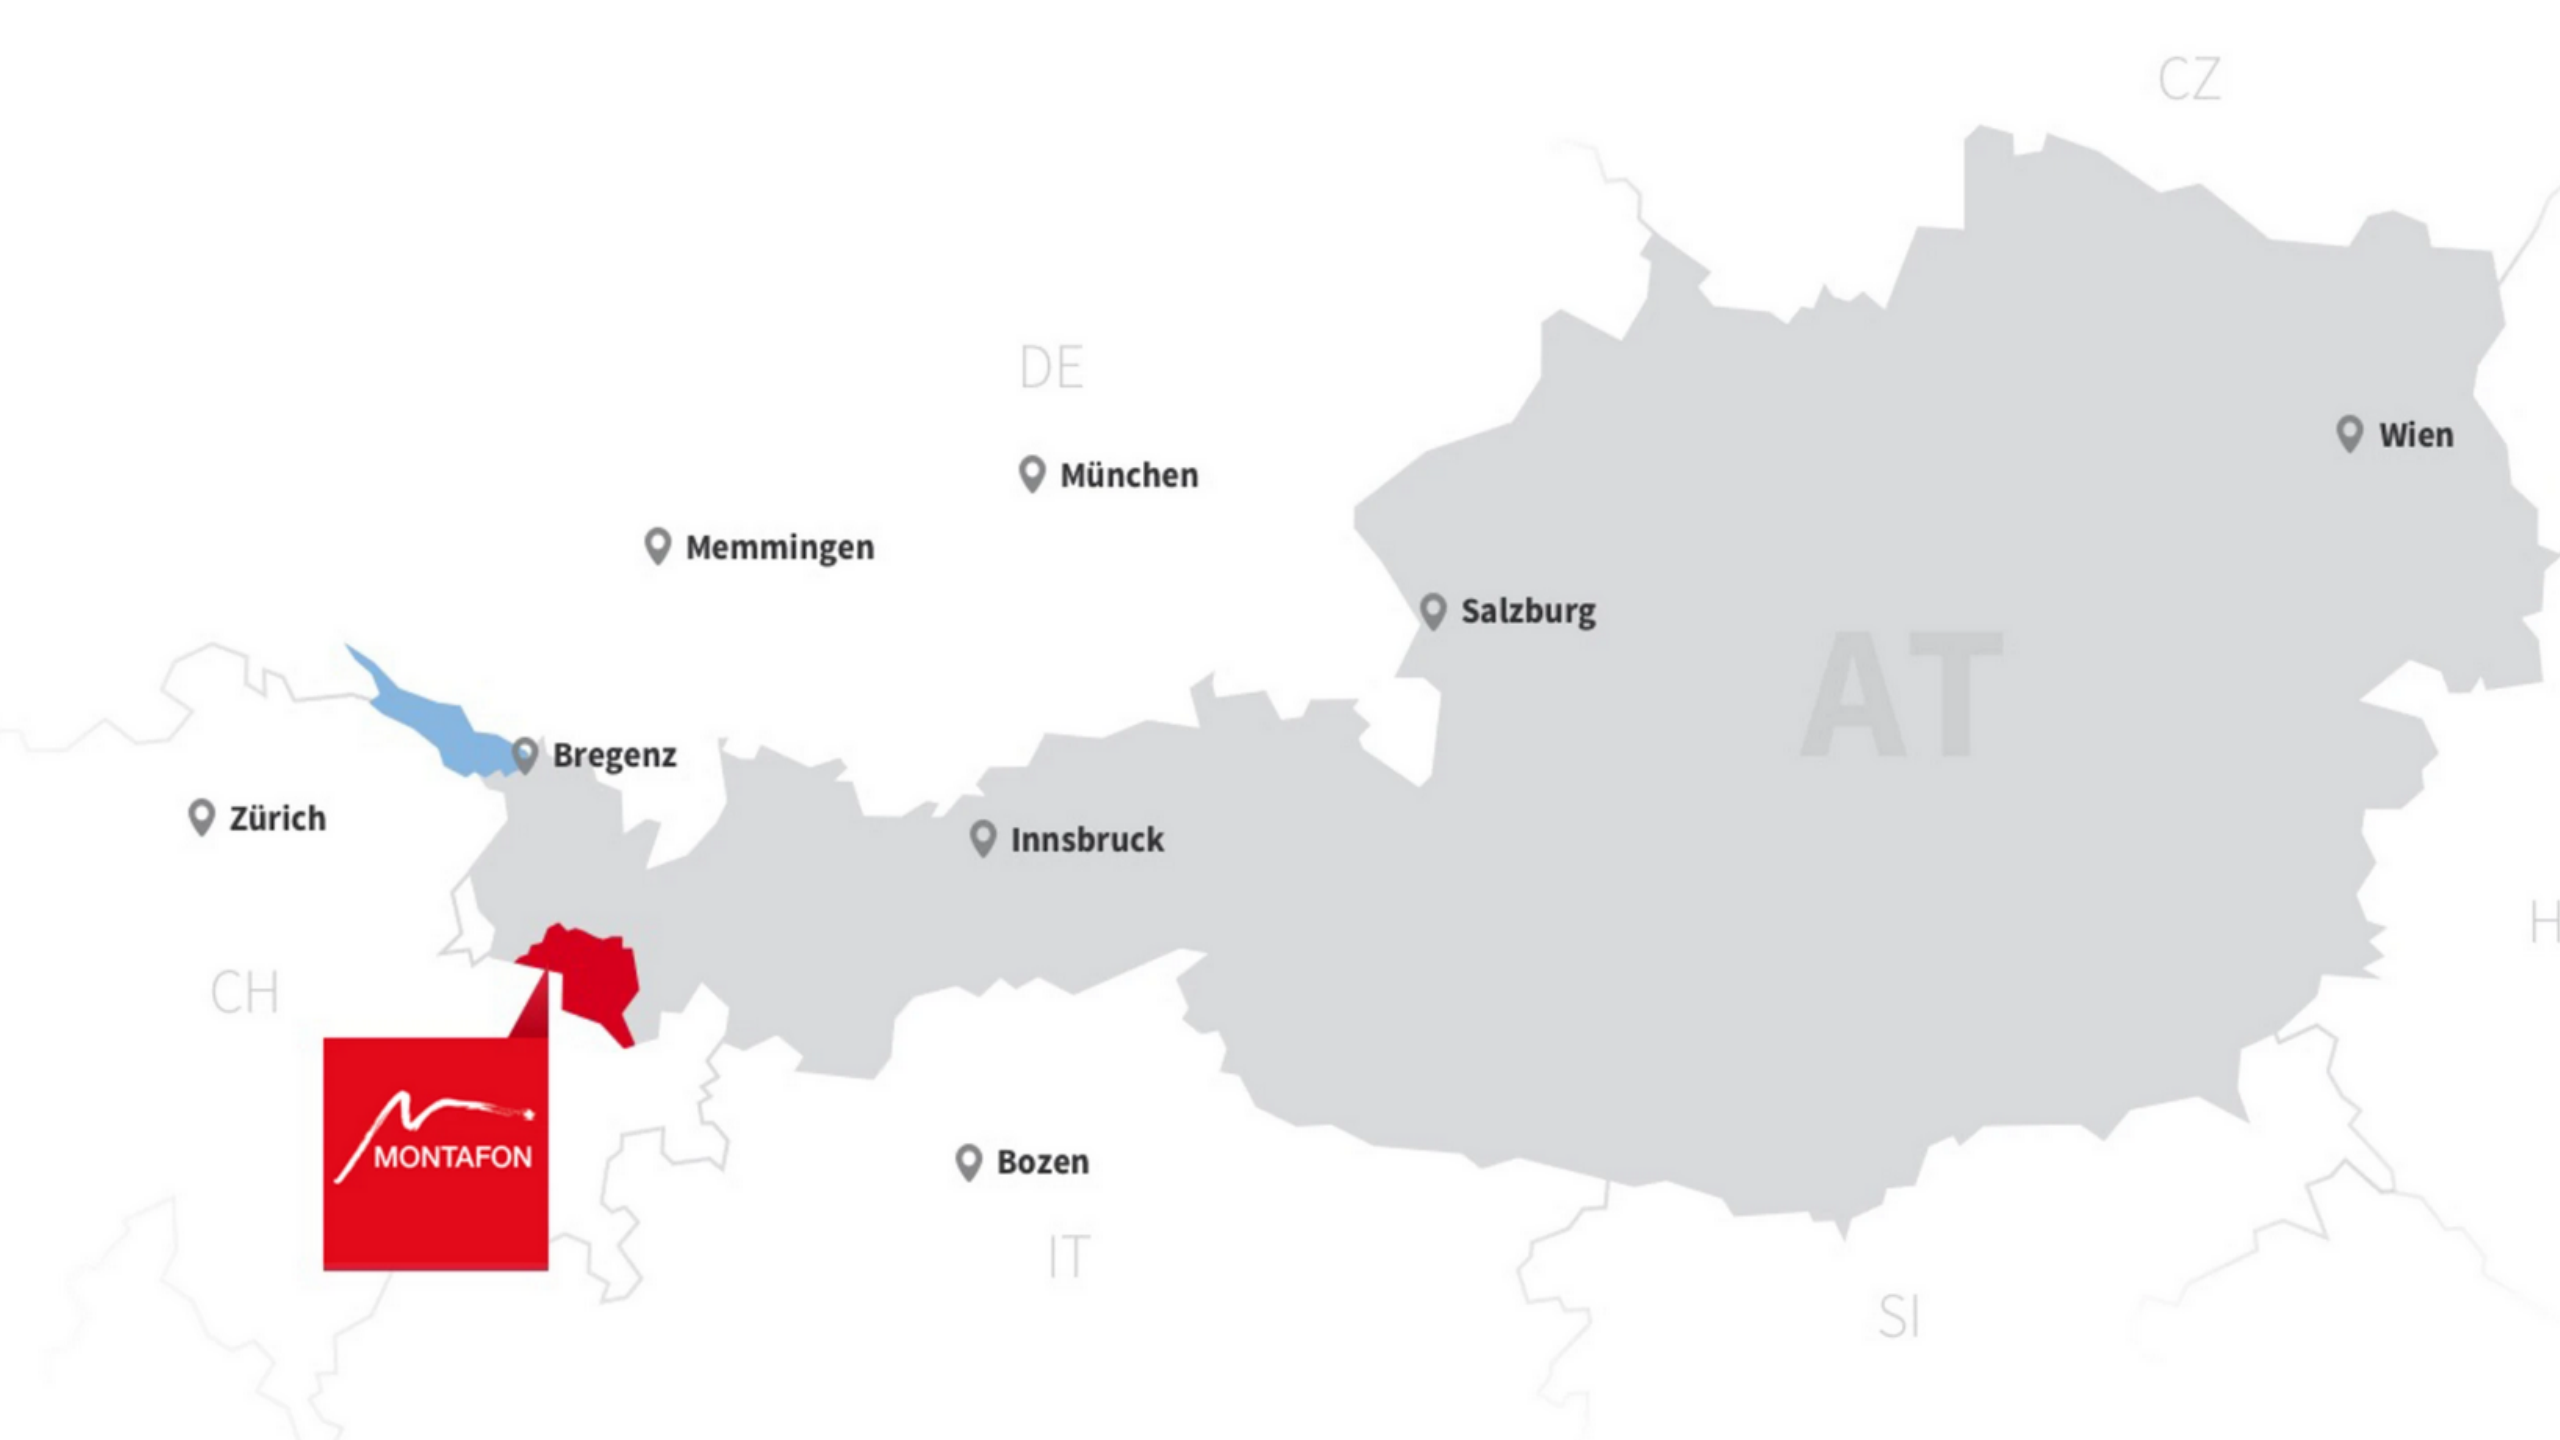 CZ
DE
Wien
München
Memmingen
Salzburg
AT
Bregenz
Zürich
Innsbruck
H
CH
MONTAFON
Bozen
IT
SI